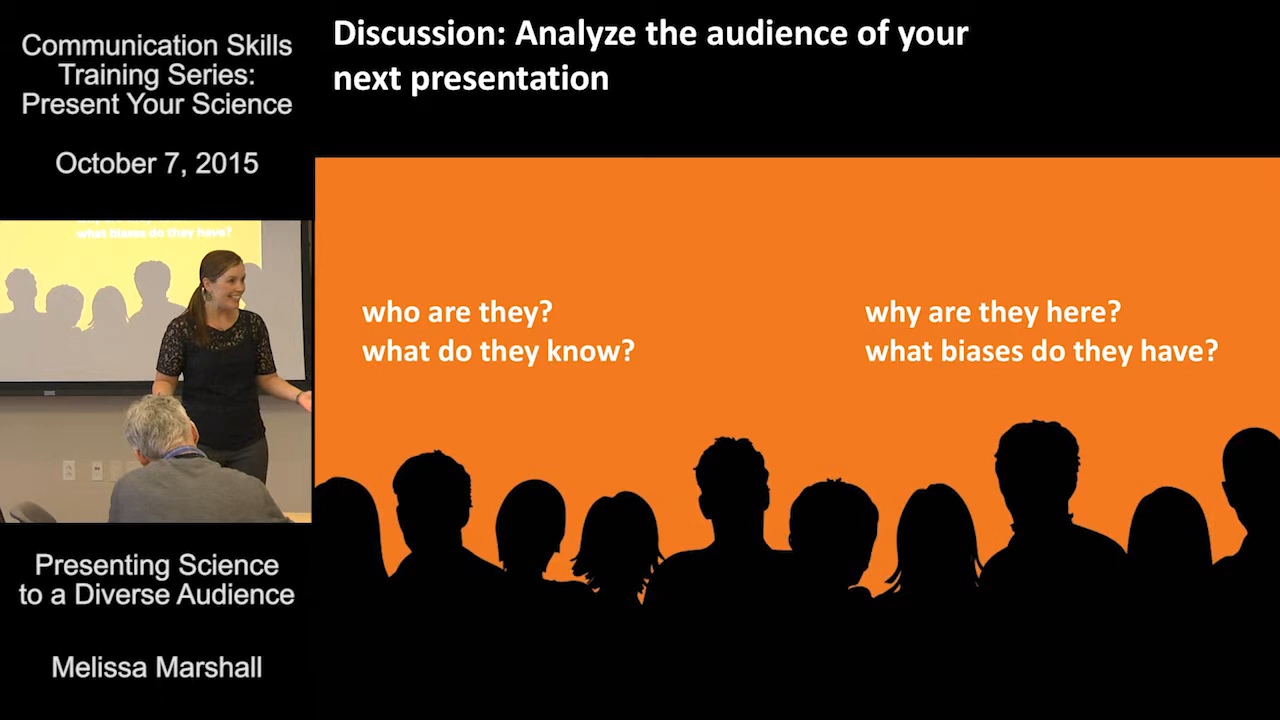 Communication Skills
Training Series:
Present Your Science
October 7, 2015
Discussion: Analyze the audience of your
next presentation
who are they?
what do they know?
why are they here?
what biases do they have?
what biases do they have?
Presenting Science
to a Diverse Audience
Melissa Marshall